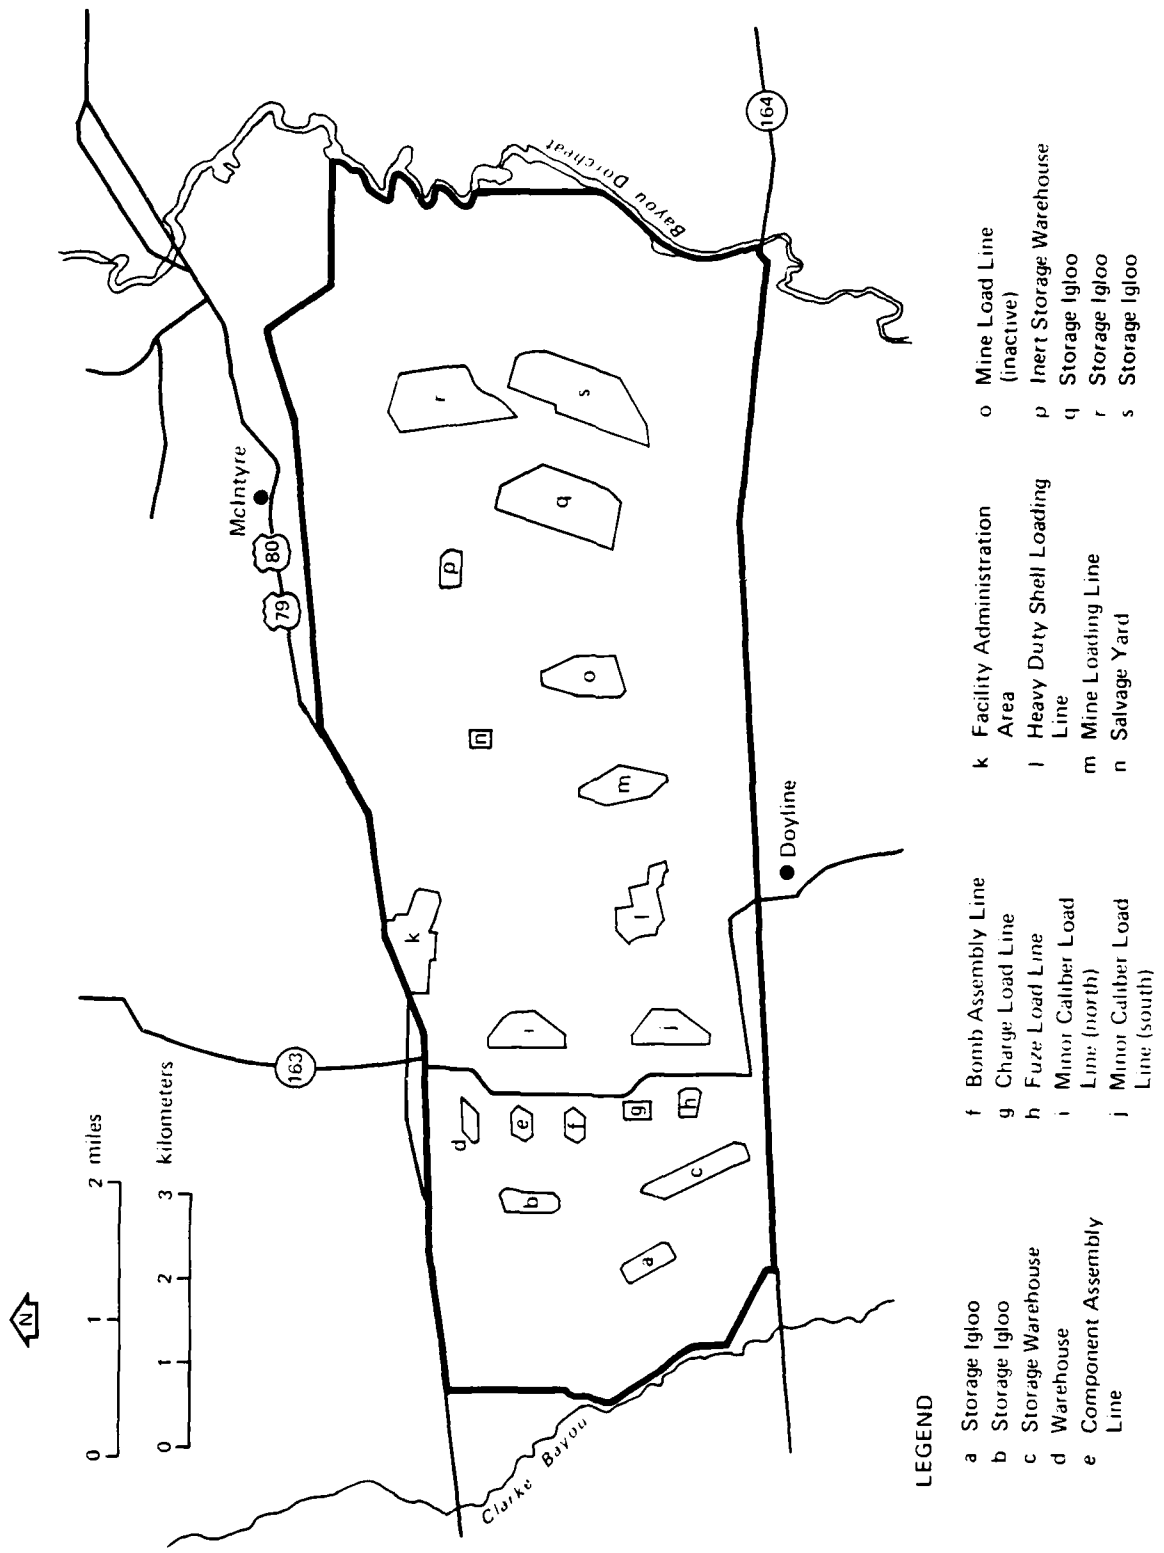 N
0 1 2 miles
0 1 2 3 kilometers
163
79
80
McIntyre
164
Bayou Dorcheat
Clarke Bayou
Doyline
a
b
c
d
e
f
g
h
i
j
k
l
m
n
o
p
q
r
s
LEGEND
a Storage Igloo
b Storage Igloo
c Storage Warehouse
d Warehouse
e Component Assembly
Line
f Bomb Assembly Line
g Charge Load Line
h Fuze Load Line
i Minor Caliber Load
Line (north)
j Minor Caliber Load
Line (south)
k Facility Administration
Area
l Heavy Duty Shell Loading
Line
m Mine Loading Line
n Salvage Yard
o Mine Load Line
(inactive)
p Inert Storage Warehouse
q Storage Igloo
r Storage Igloo
s Storage Igloo